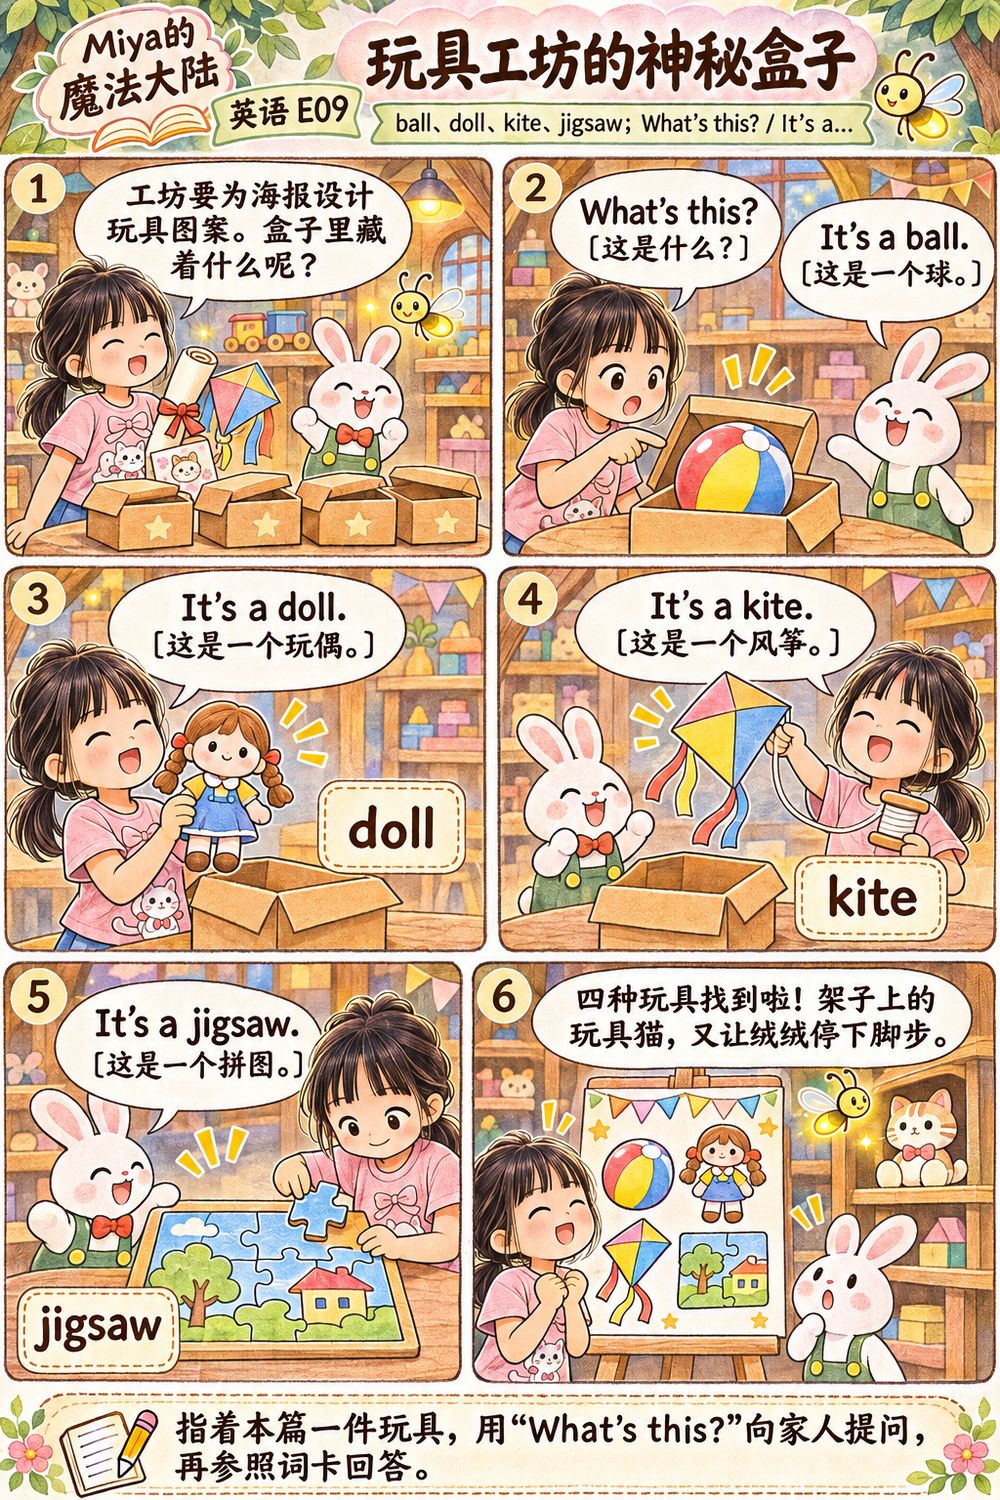 Miya的
魔法大陆
英语 E09
玩具工坊的神秘盒子
ball、doll、kite、jigsaw；What's this? / It's a...
1
工坊要为海报设计
玩具图案。盒子里藏
着什么呢？
2
What's this?
[这是什么？]
It's a ball.
[这是一个球。]
3
It's a doll.
[这是一个玩偶。]
doll
4
It's a kite.
[这是一个风筝。]
kite
5
It's a jigsaw.
[这是一个拼图。]
jigsaw
6
四种玩具找到啦！架子上的
玩具猫，又让绒绒停下脚步。
指着本篇一件玩具，用“What's this?”向家人提问，
再参照词卡回答。